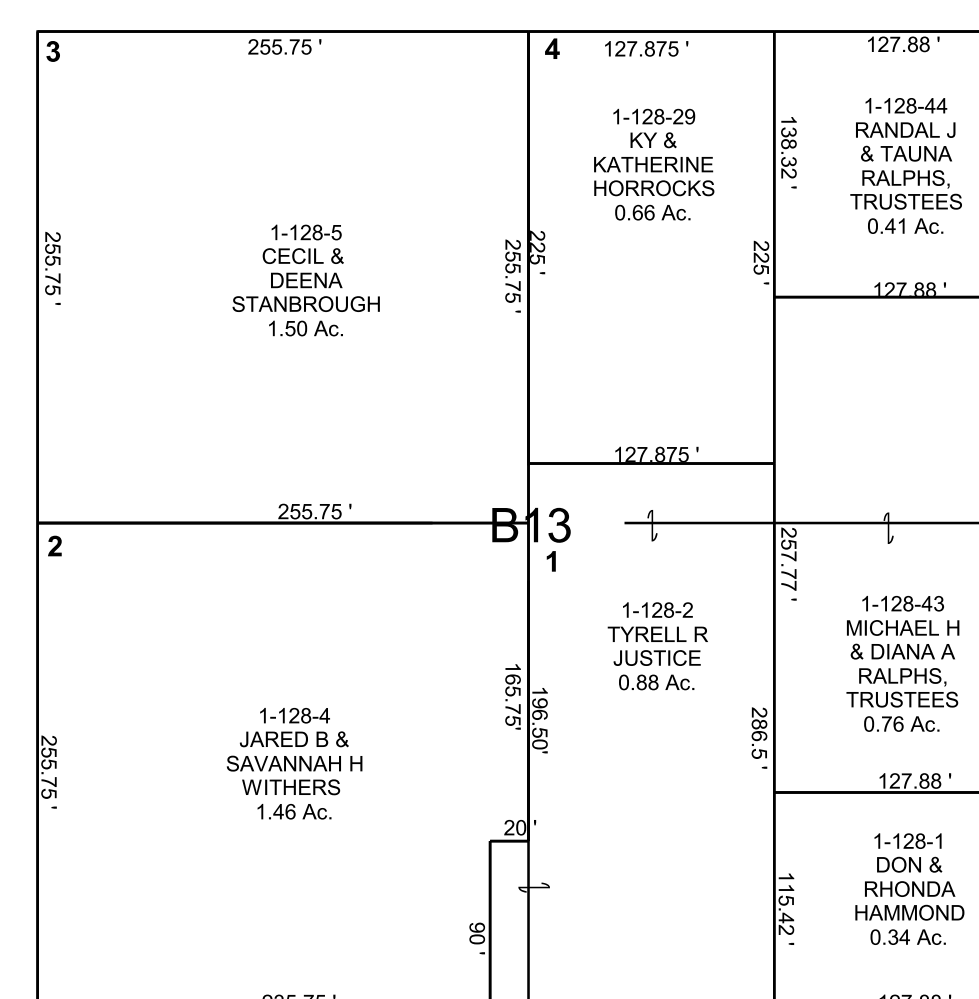 3
255.75 '
4
127.875 '
127.88 '
1-128-5
CECIL &
DEENA
STANBROUGH
1.50 Ac.
255.75 '
255.75 '
225 '
1-128-29
KY &
KATHERINE
HORROCKS
0.66 Ac.
225 '
138.32 '
1-128-44
RANDAL J
& TAUNA
RALPHS,
TRUSTEES
0.41 Ac.
127.88 '
127.875 '
255.75 '
B13
2
1
257.77 '
1-128-4
JARED B &
SAVANNAH H
WITHERS
1.46 Ac.
255.75 '
165.75'
196.50'
1-128-2
TYRELL R
JUSTICE
0.88 Ac.
286.5 '
1-128-43
MICHAEL H
& DIANA A
RALPHS,
TRUSTEES
0.76 Ac.
127.88 '
20 '
90 '
115.42 '
1-128-1
DON &
RHONDA
HAMMOND
0.34 Ac.